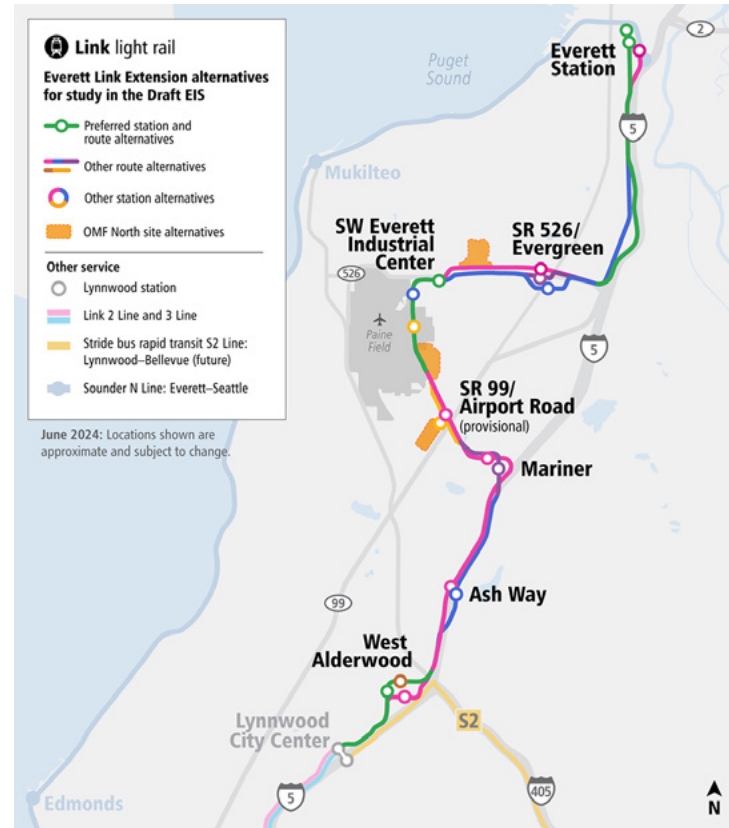 Link light rail
Everett Link Extension alternatives
for study in the Draft EIS
Preferred station and
route alternatives
Other route alternatives
Other station alternatives
OMF North site alternatives
Other service
Lynnwood station
Link 2 Line and 3 Line
Stride bus rapid transit S2 Line:
Lynnwood–Bellevue (future)
Sounder N Line: Everett–Seattle
June 2024: Locations shown are
approximate and subject to change.
Puget
Sound
Everett
Station
2
5
Mukilteo
SW Everett
Industrial
Center
SR 526/
Evergreen
526
Paine
Field
5
SR 99/
Airport Road
(provisional)
Mariner
Ash Way
99
West
Alderwood
Lynnwood
City Center
S2
5
405
Edmonds
N